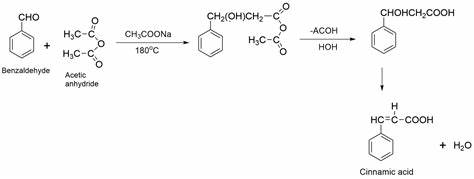 CHO
+
Benzaldehyde
H₃C-C
O
O
H₃C-C
O
Acetic
anhydride
CH₃COONa
180°C
CH(OH)CH₂-C
O
O
H₃C-C
O
-ACOH
HOH
CHOHCH₂COOH
H
HC=C-COOH
+ H₂O
Cinnamic acid